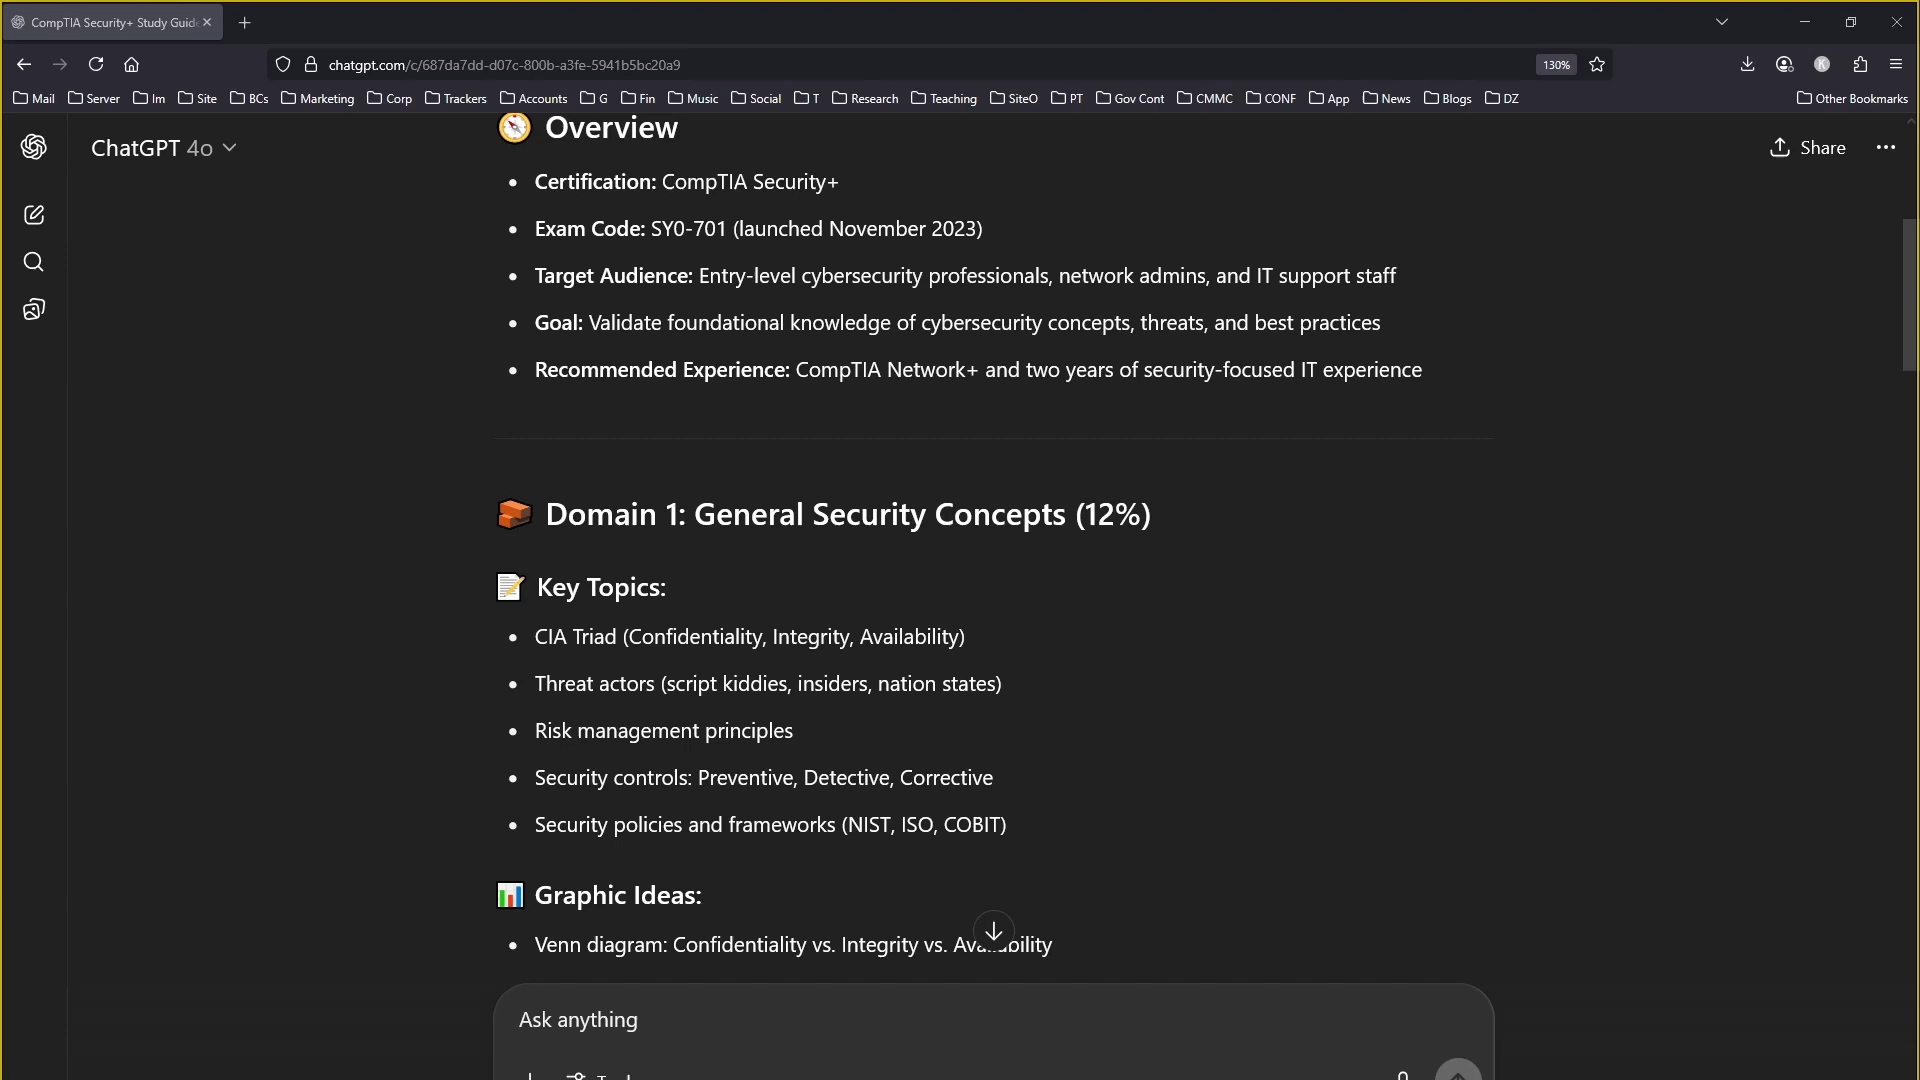 CompTIA Security+ Study Guide
chatgpt.com/c/687da7dd-d07c-800b-a3fe-5941b5bc20a9
130%
K
Mail Server Im Site BCs Marketing Corp Trackers Accounts G Fin Music Social T Research Teaching SiteO PT Gov Cont CMMC CONF App News Blogs DZ Other Bookmarks
Overview
ChatGPT 4o
Share
Certification: CompTIA Security+
Exam Code: SY0-701 (launched November 2023)
Target Audience: Entry-level cybersecurity professionals, network admins, and IT support staff
Goal: Validate foundational knowledge of cybersecurity concepts, threats, and best practices
Recommended Experience: CompTIA Network+ and two years of security-focused IT experience
Domain 1: General Security Concepts (12%)
Key Topics:
CIA Triad (Confidentiality, Integrity, Availability)
Threat actors (script kiddies, insiders, nation states)
Risk management principles
Security controls: Preventive, Detective, Corrective
Security policies and frameworks (NIST, ISO, COBIT)
Graphic Ideas:
Venn diagram: Confidentiality vs. Integrity vs. Availability
Ask anything